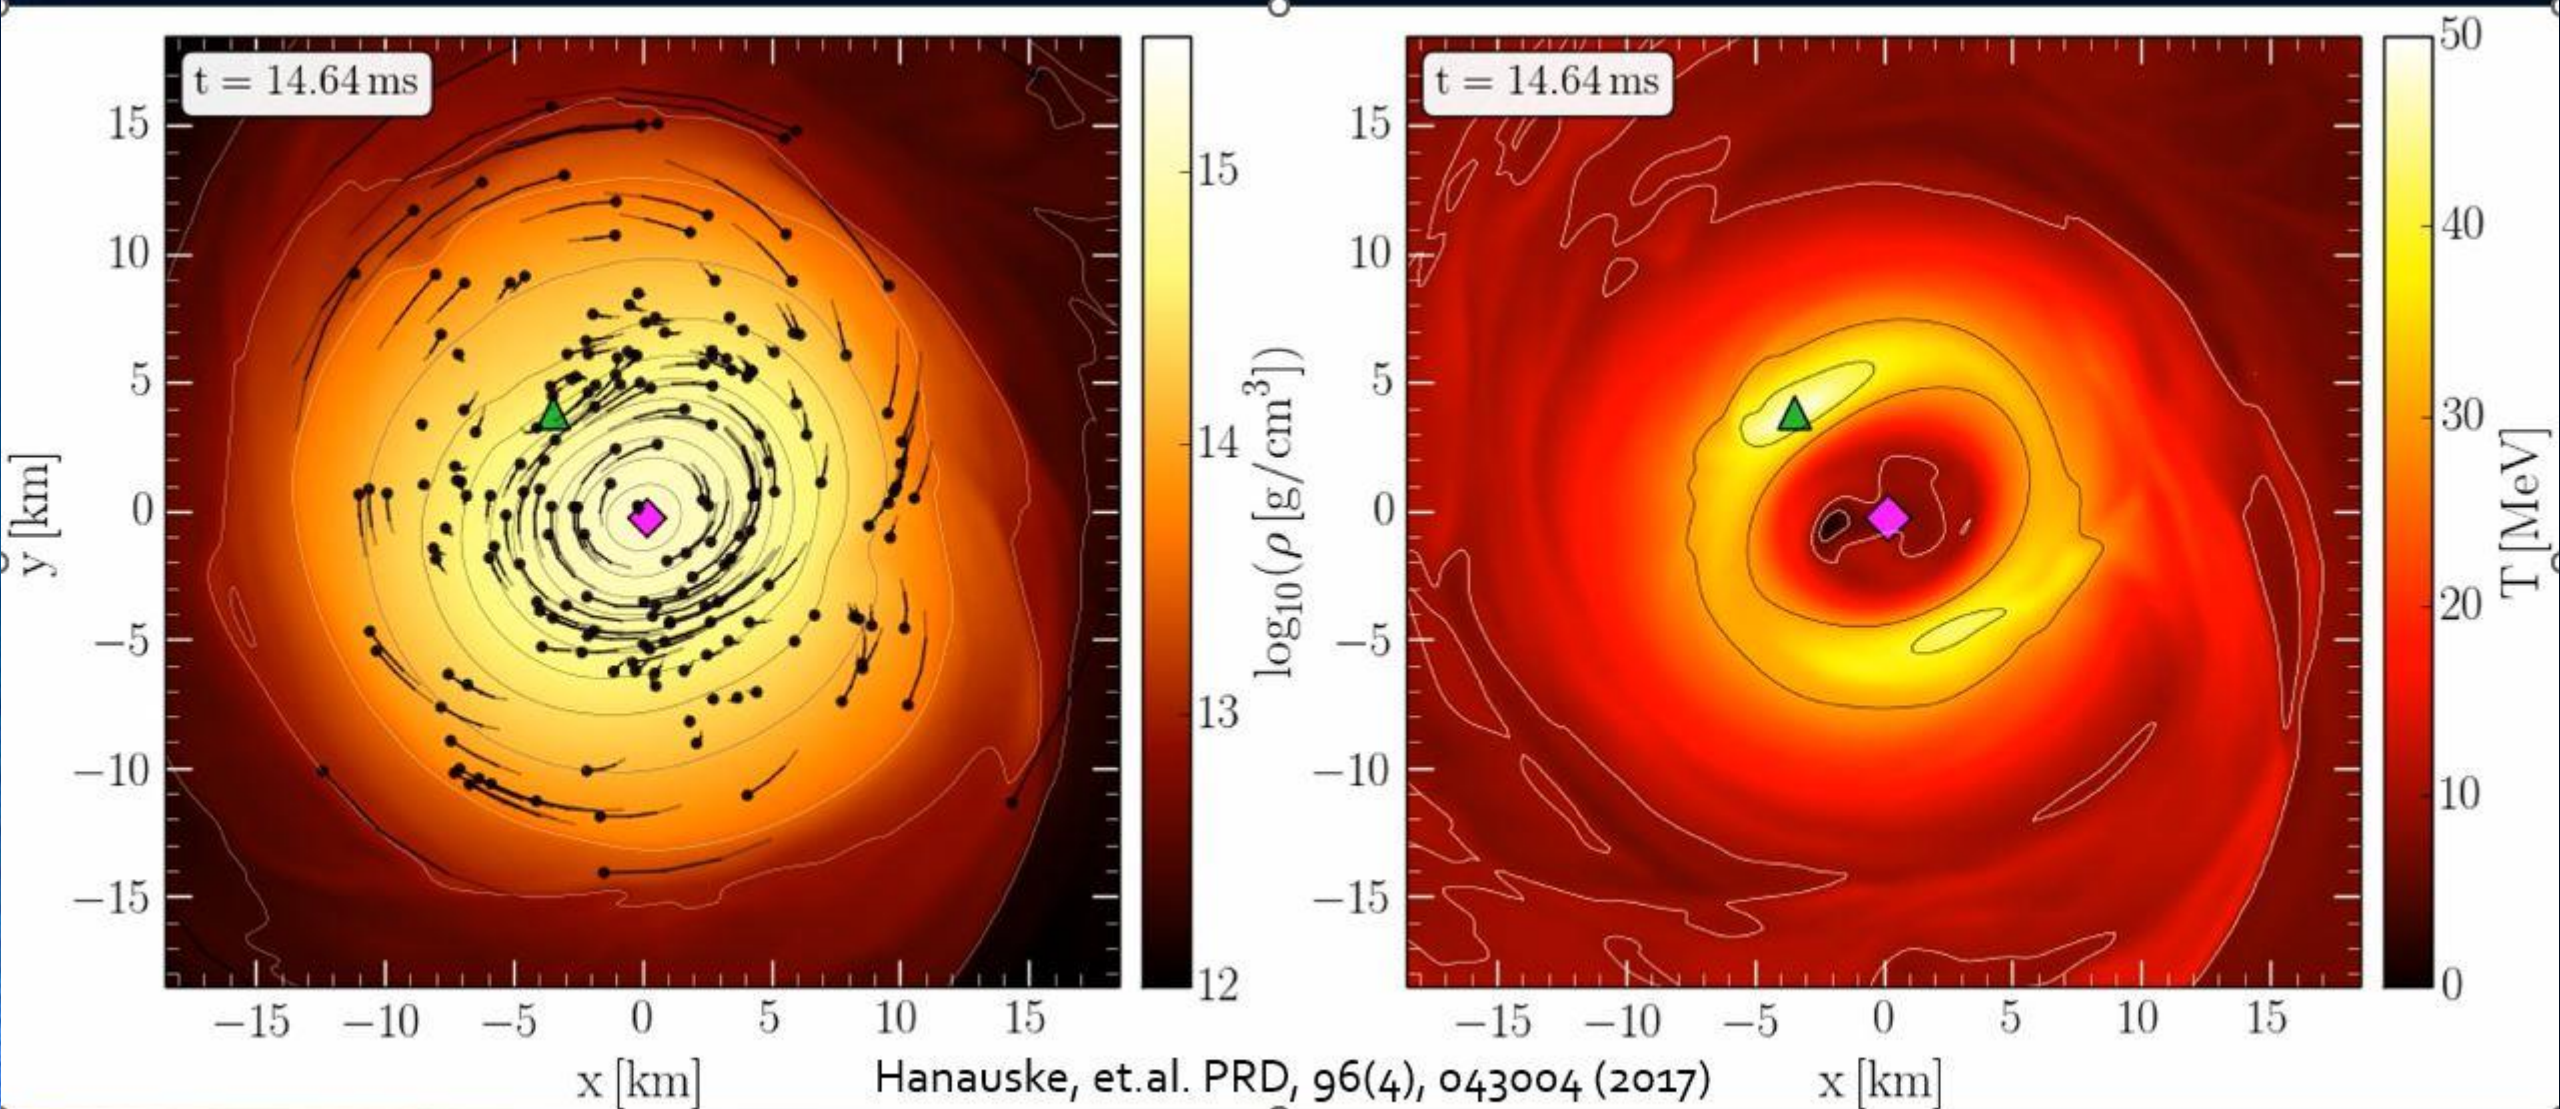 t = 14.64 ms
15
10
5
0
−5
−10
−15
y [km]
−15 −10 −5 0 5 10 15
x [km]
15
14
13
12
log10(ρ [g/cm3])
t = 14.64 ms
15
10
5
0
−5
−10
−15
−15 −10 −5 0 5 10 15
x [km]
50
40
30
20
10
0
T [MeV]
Hanauske, et.al. PRD, 96(4), 043004 (2017)